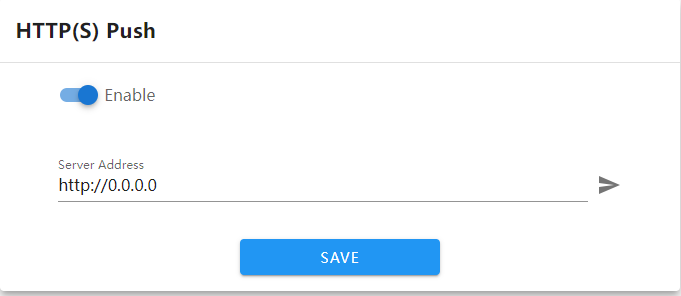 HTTP(S) Push
Enable
Server Address
http://0.0.0.0
SAVE